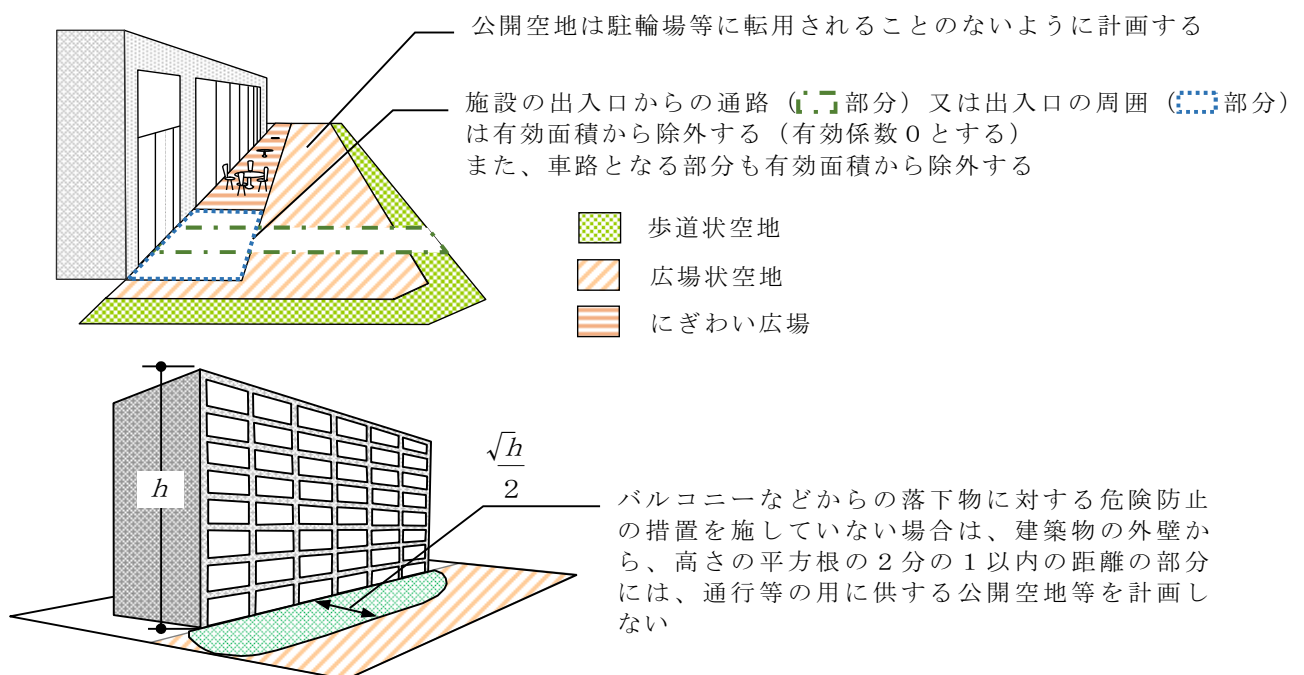 公開空地は駐輪場等に転用されることのないように計画する
施設の出入口からの通路（部分）又は出入口の周囲（部分）
は有効面積から除外する（有効係数０とする）
また、車路となる部分も有効面積から除外する
歩道状空地
広場状空地
にぎわい広場
h
√h
2
バルコニーなどからの落下物に対する危険防止
の措置を施していない場合は、建築物の外壁か
ら、高さの平方根の２分の１以内の距離の部分
には、通行等の用に供する公開空地等を計画し
ない